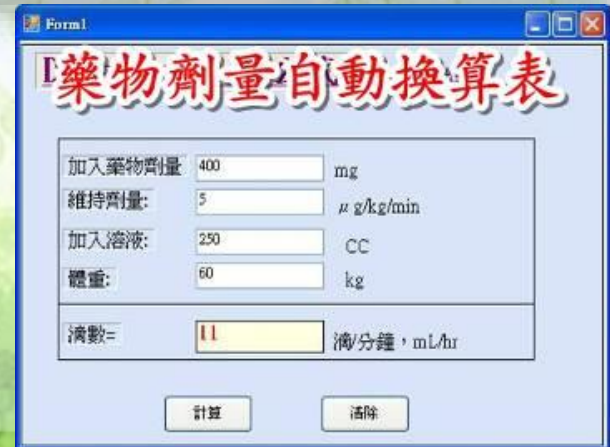 Form1
藥物劑量自動換算表
加入藥物劑量 400 mg
維持劑量: 5 μg/kg/min
加入溶液: 250 CC
體重: 60 kg
滴數= 11 滴/分鐘，mL/hr
計算 清除